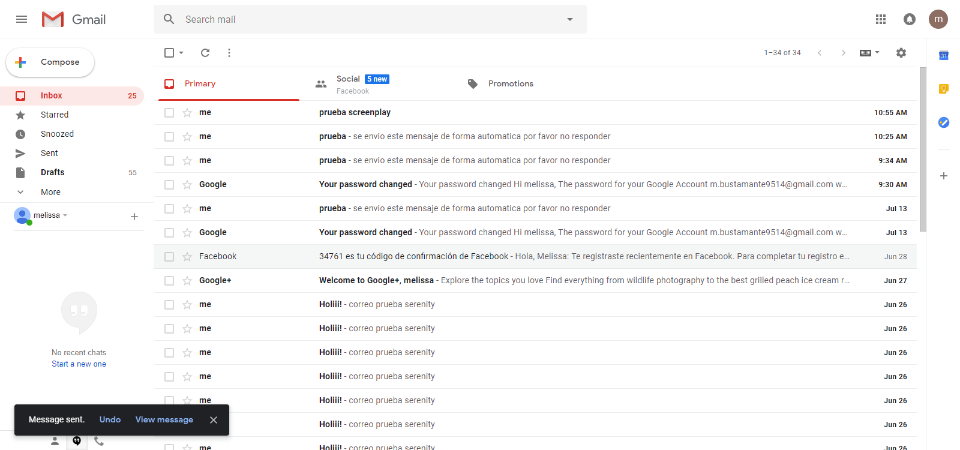 Gmail
Search mail
m
Compose
1–34 of 34
Primary
Social 5 new
Facebook
Promotions
Inbox 25
Starred
Snoozed
Sent
Drafts 55
More
melissa
No recent chats
Start a new one
me prueba screenplay 10:55 AM
me prueba - se envio este mensaje de forma automatica por favor no responder 10:25 AM
me prueba - se envio este mensaje de forma automatica por favor no responder 9:34 AM
Google Your password changed - Your password changed Hi melissa, The password for your Google Account m.bustamante9514@gmail.com w… 9:30 AM
me prueba - se envio este mensaje de forma automatica por favor no responder Jul 13
Google Your password changed - Your password changed Hi melissa, The password for your Google Account m.bustamante9514@gmail.com w… Jul 13
Facebook 34761 es tu código de confirmación de Facebook - Hola, Melissa: Te registraste recientemente en Facebook. Para completar tu registro e… Jun 28
Google+ Welcome to Google+, melissa - Explore the topics you love Find everything from wildlife photography to the best grilled peach ice cream r… Jun 27
me Holiii! - correo prueba serenity Jun 26
me Holiii! - correo prueba serenity Jun 26
me Holiii! - correo prueba serenity Jun 26
me Holiii! - correo prueba serenity Jun 26
me Holiii! - correo prueba serenity Jun 26
Holiii! - correo prueba serenity Jun 26
me Holiii! - correo prueba serenity Jun 26
Message sent. Undo View message
31